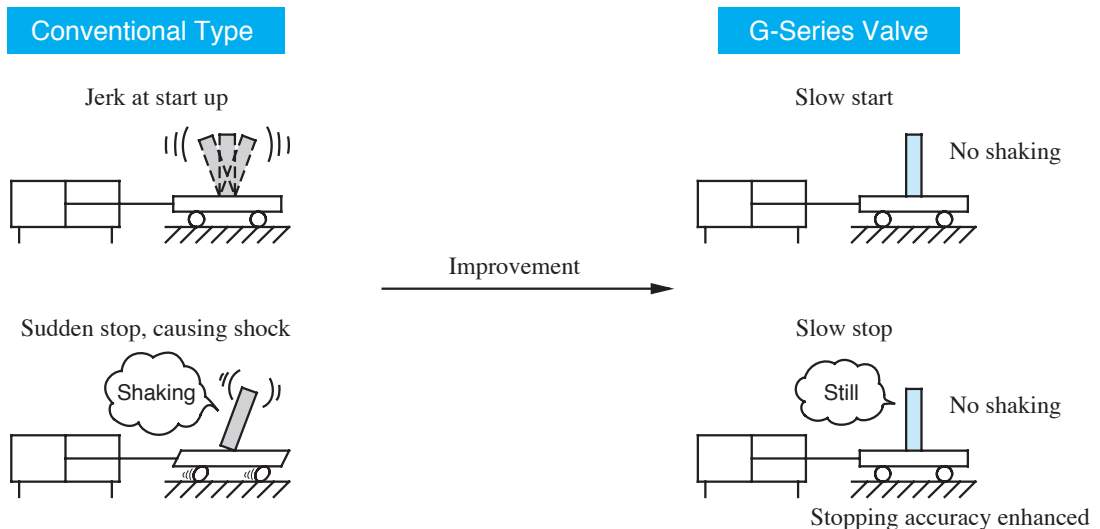 Conventional Type
G-Series Valve
Jerk at start up
Slow start
No shaking
Improvement
Sudden stop, causing shock
Shaking
Slow stop
Still
No shaking
Stopping accuracy enhanced